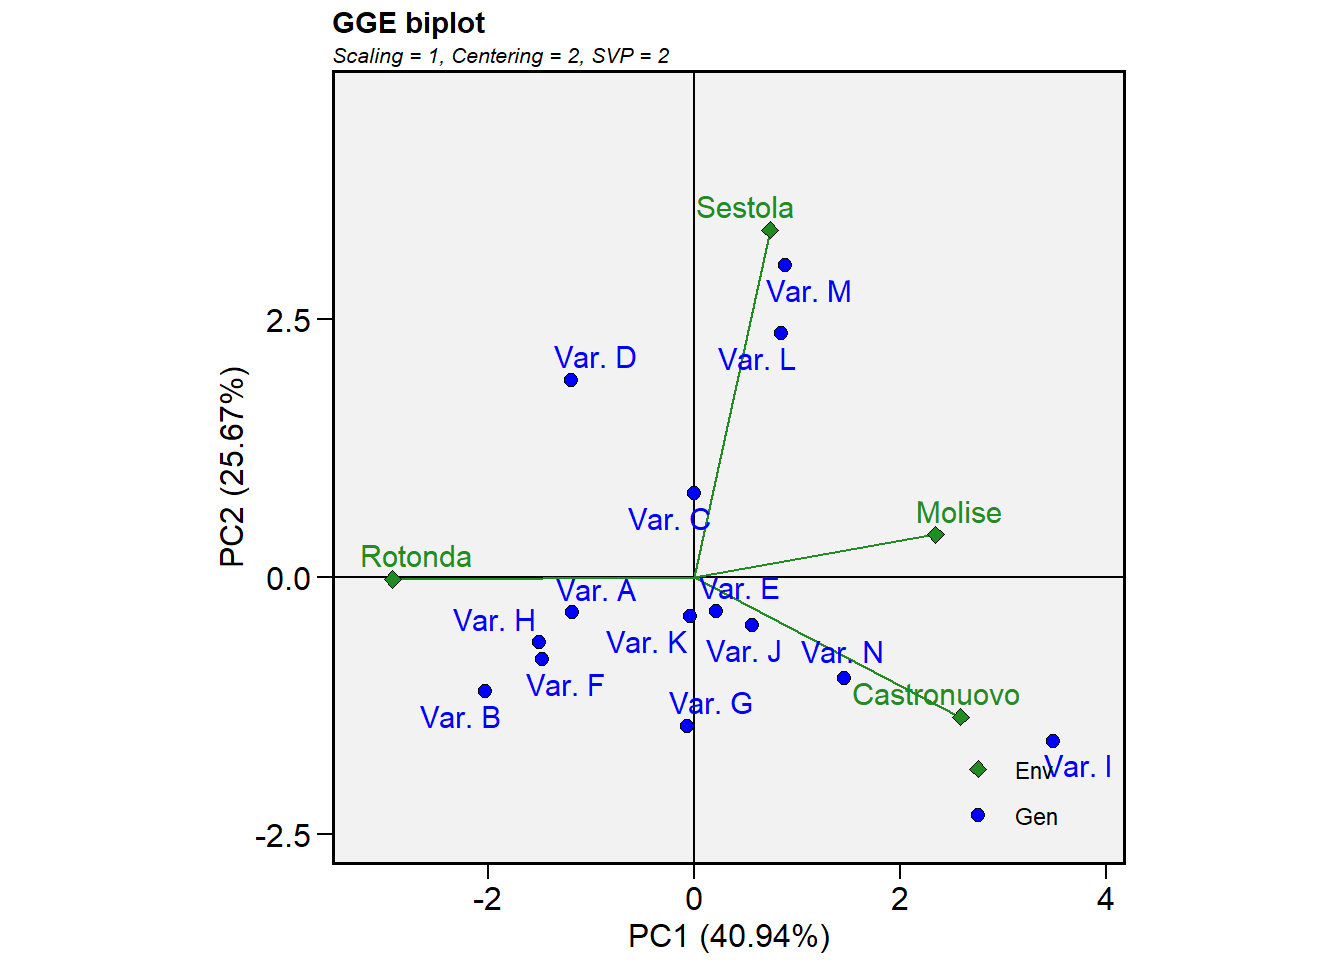 GGE biplot
Scaling = 1, Centering = 2, SVP = 2
Sestola
Var. M
2.5
Var. L
Var. D
PC2 (25.67%)
Molise
Var. C
Rotonda
0.0
Var. A
Var. E
Var. H
Var. K
Var. J
Var. N
Var. F
Castronuovo
Var. G
Var. B
Env
Var. I
Gen
-2.5
-2
0
2
4
PC1 (40.94%)